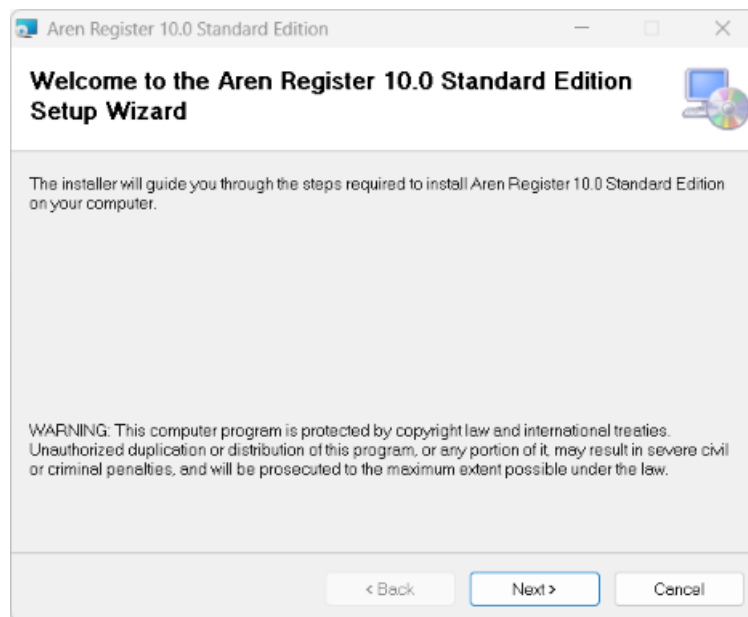 Aren Register 10.0 Standard Edition
Welcome to the Aren Register 10.0 Standard Edition
Setup Wizard
The installer will guide you through the steps required to install Aren Register 10.0 Standard Edition
on your computer.
WARNING: This computer program is protected by copyright law and international treaties.
Unauthorized duplication or distribution of this program, or any portion of it, may result in severe civil
or criminal penalties, and will be prosecuted to the maximum extent possible under the law.
< Back
Next >
Cancel